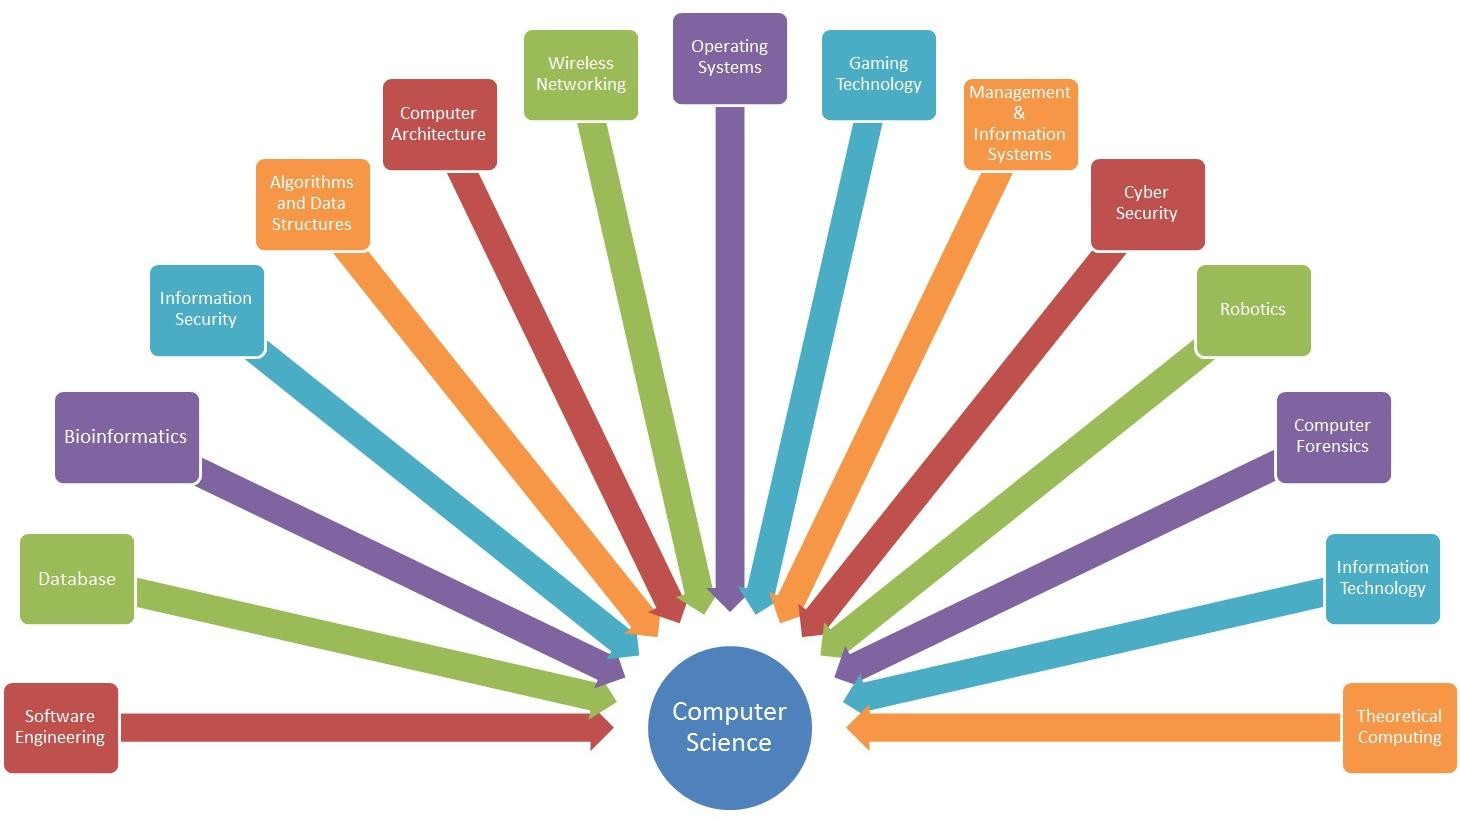 Software
Engineering
Database
Bioinformatics
Information
Security
Algorithms
and Data
Structures
Computer
Architecture
Wireless
Networking
Operating
Systems
Gaming
Technology
Management
&
Information
Systems
Cyber
Security
Robotics
Computer
Forensics
Information
Technology
Theoretical
Computing
Computer
Science